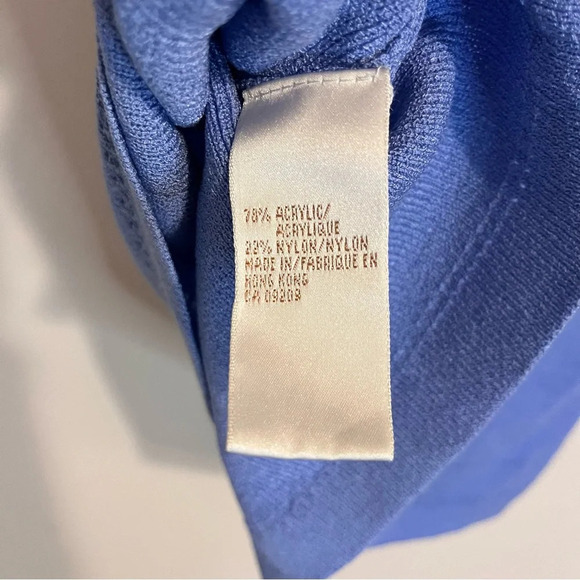 78% ACRYLIC/
ACRYLIQUE
22% NYLON/NYLON
MADE IN/FABRIQUE EN
HONG KONG
CA 09209